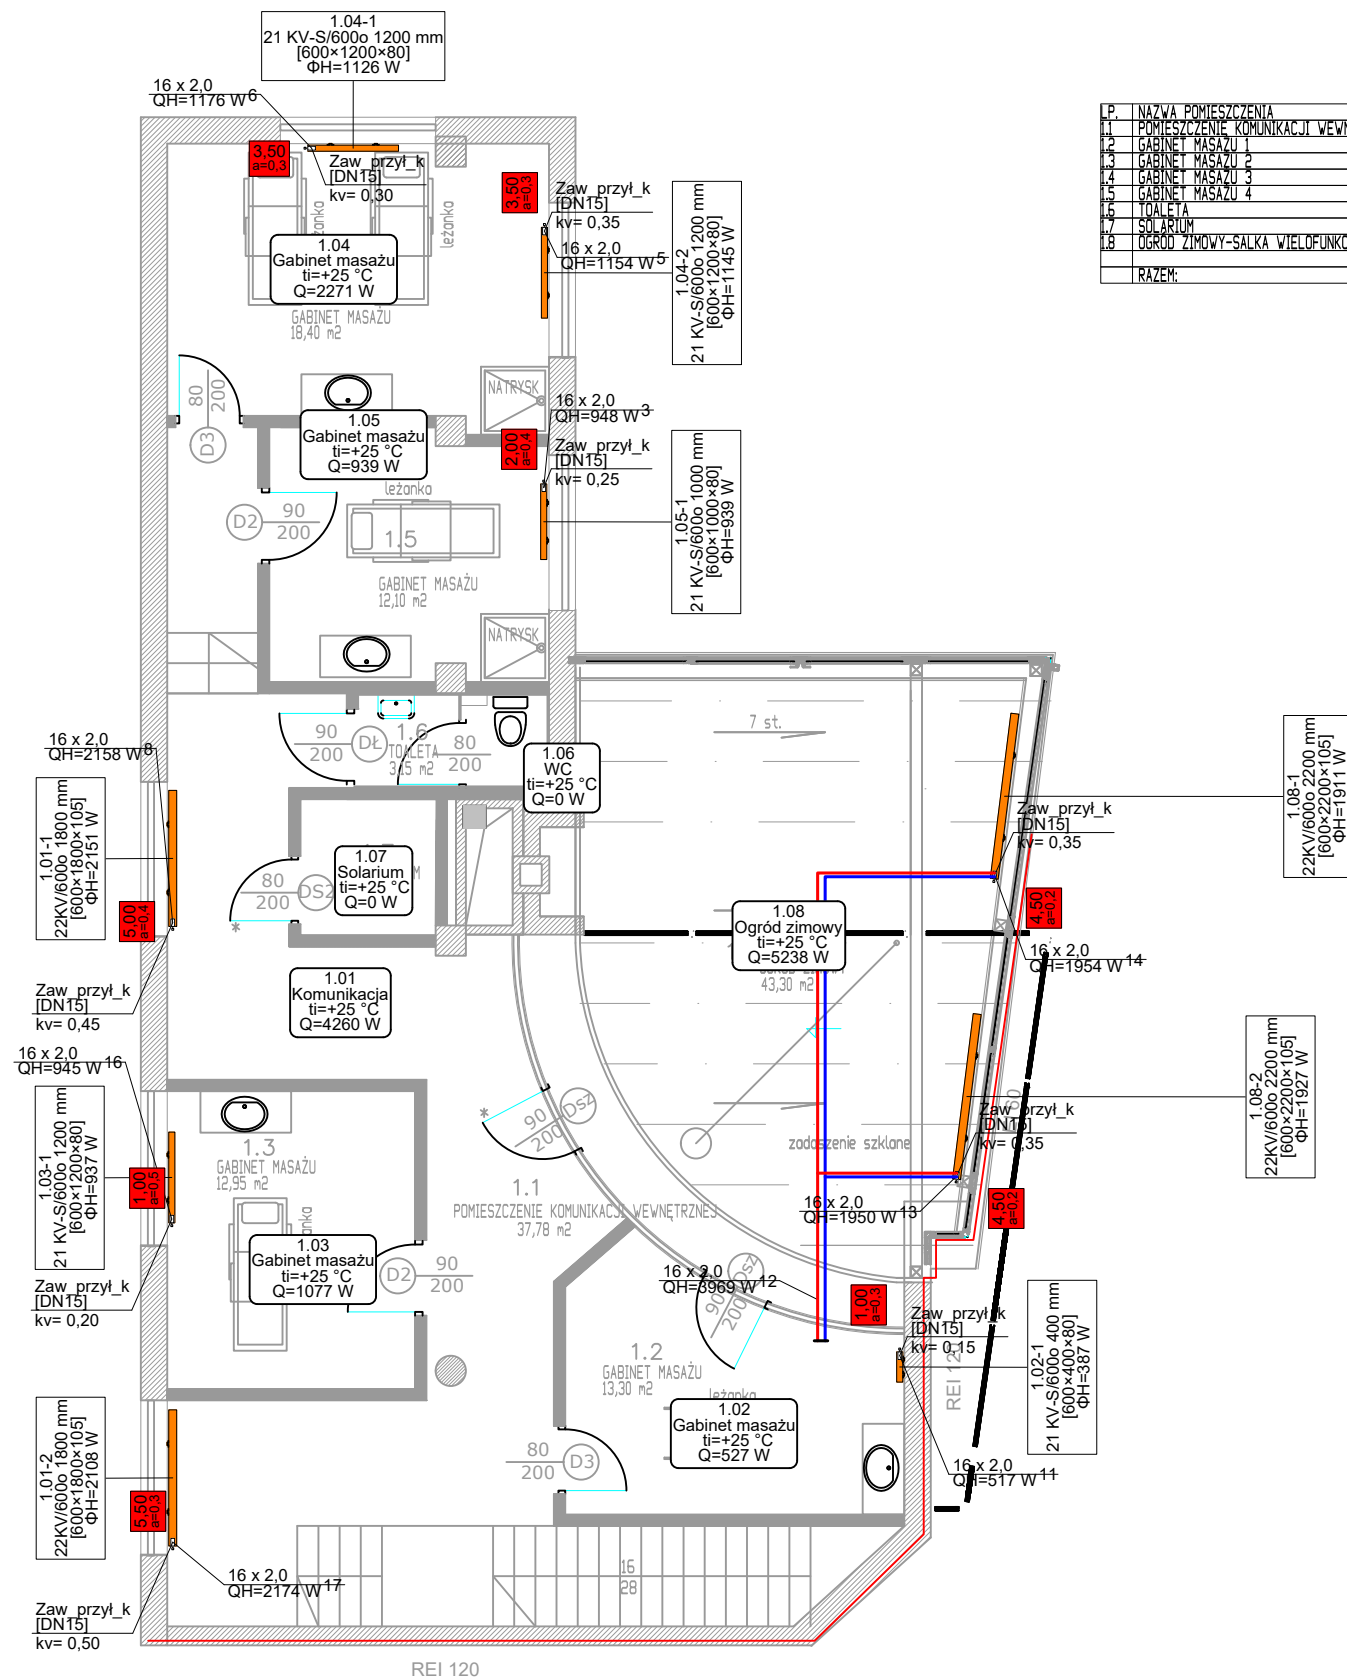 1.04-1
21 KV-S/600o 1200 mm
[600×1200×80]
ΦH=1126 W
16 x 2,0
QH=1176 W 6
3,50
a=0,3
Zaw_przył_k
[DN15]
kv= 0,30
leżanka
leżanka
3,50
a=0,3
Zaw_przył_k
[DN15]
kv= 0,35
16 x 2,0
QH=1154 W 5
1.04-2
21 KV-S/600o 1200 mm
[600×1200×80]
ΦH=1145 W
LP. NAZWA POMIESZCZENIA
1.1 POMIESZCZENIE KOMUNIKACJI
1.2 GABINET MASAŻU 1
1.3 GABINET MASAŻU 2
1.4 GABINET MASAŻU 3
1.5 GABINET MASAŻU 4
1.6 TOALETA
1.7 SOLARIUM
1.8 OGRÓD ZIMOWY-SALKA
RAZEM:
1.04
Gabinet masażu
ti=+25 °C
Q=2271 W
GABINET MASAŻU
18,40 m2
80
200
D3
NATRYSK
16 x 2,0
QH=948 W 3
2,00
a=0,4
Zaw_przył_k
[DN15]
kv= 0,25
1.05
Gabinet masażu
ti=+25 °C
Q=939 W
1.05-1
21 KV-S/600o 1000 mm
[600×1000×80]
ΦH=939 W
leżanka
D2
90
200
1.5
GABINET MASAŻU
12,10 m2
NATRYSK
7 st.
90
200
DŁ
1.6
TOALETA
3,15 m2
80
200
1.06
WC
ti=+25 °C
Q=0 W
16 x 2,0
QH=2158 W 8
1.01-1
22KV/600o 1800 mm
[600×1800×105]
ΦH=2151 W
5,00
a=0,4
Zaw_przył_k
[DN15]
kv= 0,45
1.07
Solarium
ti=+25 °C
Q=0 W
80
200
DS2
*
1.08-1
22KV/600o 2200 mm
[600×2200×105]
ΦH=1911 W
Zaw_przył_k
[DN15]
kv= 0,35
4,50
a=0,2
16 x 2,0
QH=1954 W 14
1.08
Ogród zimowy
ti=+25 °C
Q=5238 W
43,30 m2
1.01
Komunikacja
ti=+25 °C
Q=4260 W
16 x 2,0
QH=945 W 16
1.03-1
21 KV-S/600o 1200 mm
[600×1200×80]
ΦH=937 W
1,00
a=0,5
Zaw_przył_k
[DN15]
kv= 0,20
1.3
GABINET MASAŻU
12,95 m2
1.03
Gabinet masażu
ti=+25 °C
Q=1077 W
D2
90
200
*
90
200
Dsz
1.1
POMIESZCZENIE KOMUNIKACJI WEWNĘTRZNEJ
37,78 m2
zadaszenie szklane
1.08-2
22KV/600o 2200 mm
[600×2200×105]
ΦH=1927 W
Zaw_przył_k
[DN15]
kv= 0,35
16 x 2,0
QH=1950 W 13
4,50
a=0,2
16 x 2,0
QH=3969 W 12
90
200
Dsz
1,00
a=0,3
Zaw_przył_k
[DN15]
kv= 0,15
1.02-1
21 KV-S/600o 400 mm
[600×400×80]
ΦH=387 W
REI 120
1.2
GABINET MASAŻU
13,30 m2
leżanka
1.02
Gabinet masażu
ti=+25 °C
Q=527 W
80
200
D3
16 x 2,0
QH=517 W 11
1.01-2
22KV/600o 1800 mm
[600×1800×105]
ΦH=2108 W
5,50
a=0,3
16 x 2,0
QH=2174 W 17
Zaw_przył_k
[DN15]
kv= 0,50
16
28
REI 120